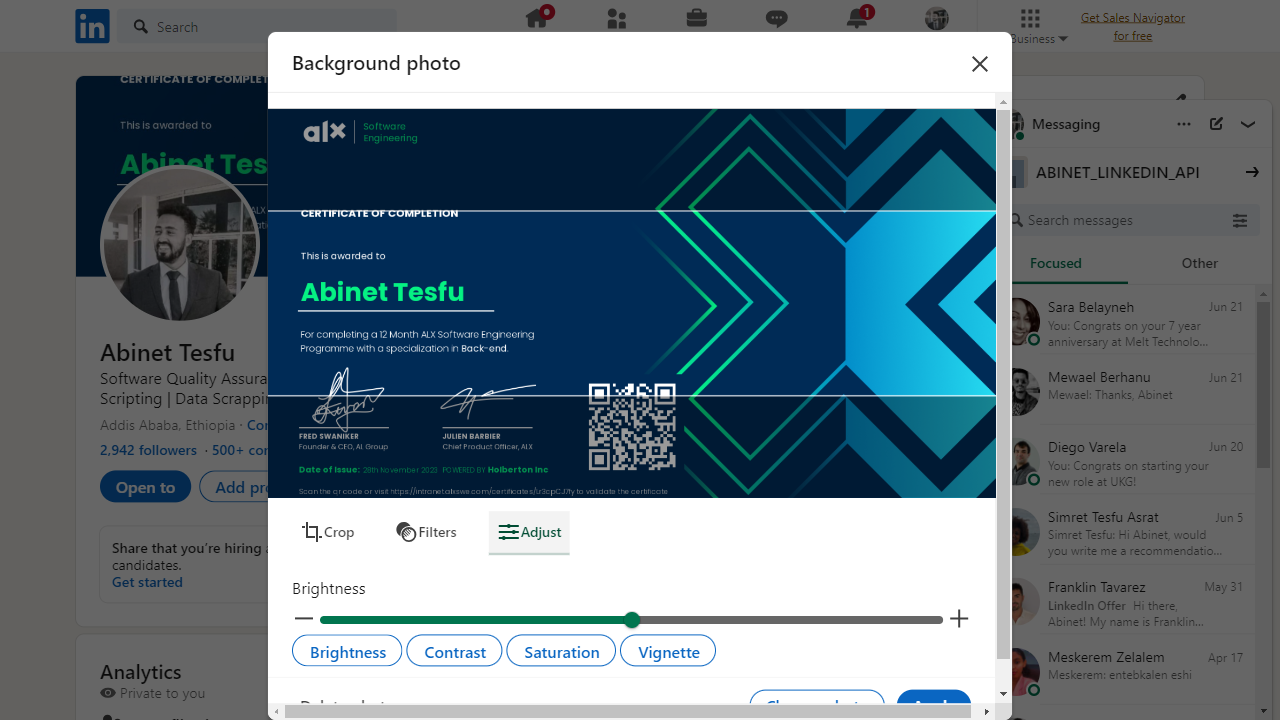 Search
1
Business
Get Sales Navigator
for free
Background photo
CERTIFICATE OF COMPLET
This is awarded to
Abinet Tes
Abinet Tesfu
Software Quality Assura
Scripting | Data Scrappin
Addis Ababa, Ethiopia · Con
2,942 followers · 500+ con
Open to
Add pro
Share that you're hiring a
candidates.
Get started
Analytics
Private to you
alx
Software
Engineering
CERTIFICATE OF COMPLETION
This is awarded to
Abinet Tesfu
For completing a 12 Month ALX Software Engineering
Programme with a specialization in Back-end.
FRED SWANIKER
Founder & CEO, AL Group
JULIEN BARBIER
Chief Product Officer, ALX
Date of Issue: 28th November 2023 POWERED BY Holberton Inc
Scan the qr code or visit https://intranet.alxswe.com/certificates/ to validate the certificate
Crop
Filters
Adjust
Brightness
Brightness
Contrast
Saturation
Vignette
Messaging
ABINET_LINKEDIN_API
Search messages
Focused
Other
Sara Belayneh
Jun 21
You: Congrats on your 7 year
anniversary at Melt Technolo...
Mewael Berhanu
Jun 21
Mewael: Thanks, Abinet
Diego Varela
Jun 20
You: Congrats on starting your
new role at UKG!
Simret Tesfu Asrat
Jun 5
Simret Tesfu: Hi Abinet, would
you write me a recommendatio...
Franklin Tavarez
May 31
LinkedIn Offer Hi there,
Abinet! My name is Franklin...
Meskerem Zelalem
Apr 17
Meskerem: entebkalen eshi